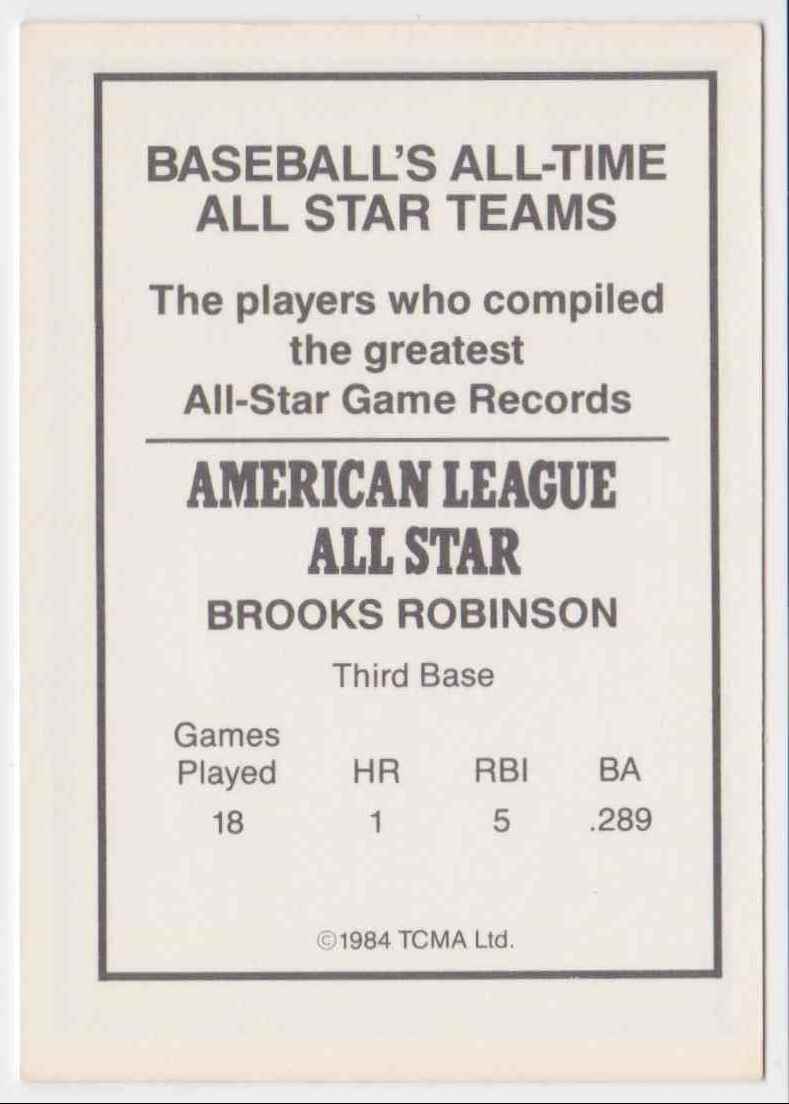 BASEBALL'S ALL-TIME
ALL STAR TEAMS
The players who compiled
the greatest
All-Star Game Records
AMERICAN LEAGUE
ALL STAR
BROOKS ROBINSON
Third Base
Games
Played HR RBI BA
18 1 5 .289
©1984 TCMA Ltd.